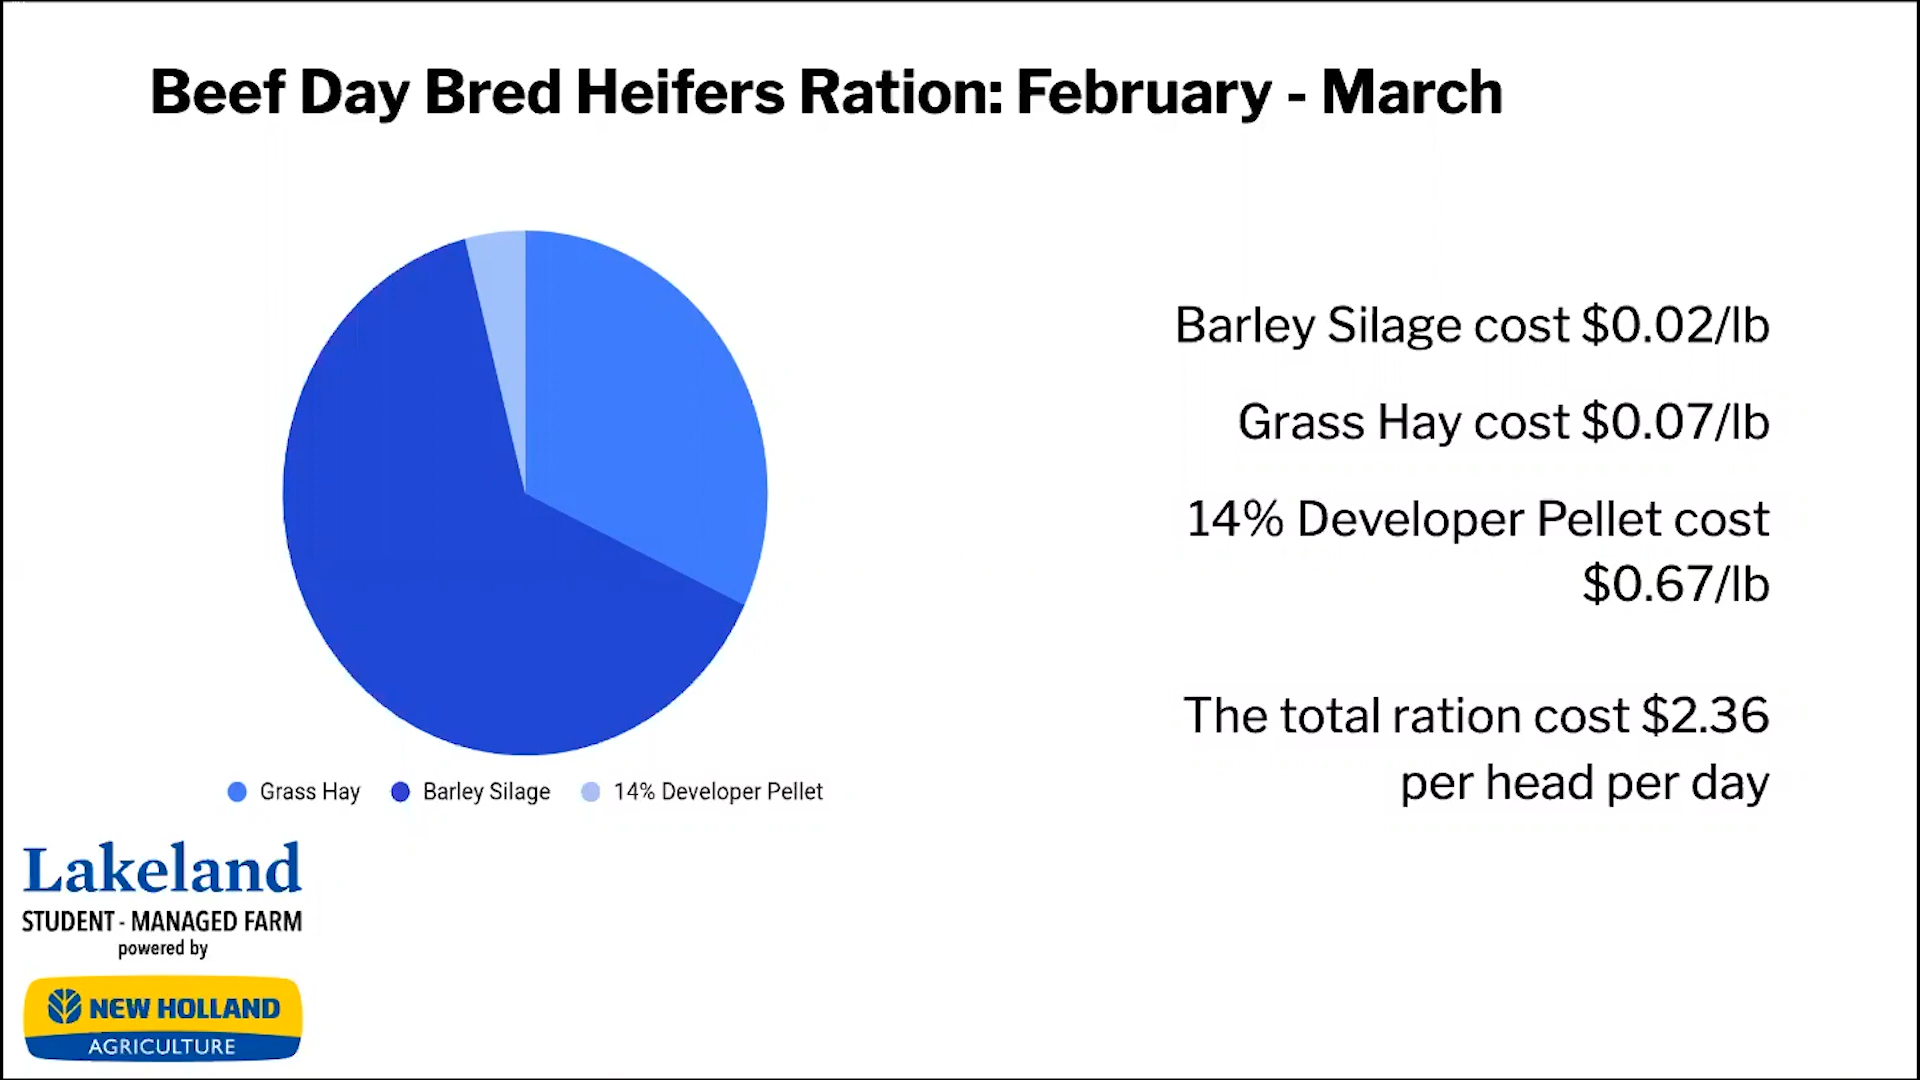 Beef Day Bred Heifers Ration: February - March
Barley Silage cost $0.02/lb
Grass Hay cost $0.07/lb
14% Developer Pellet cost
$0.67/lb
The total ration cost $2.36
per head per day
Grass Hay Barley Silage 14% Developer Pellet
Lakeland
STUDENT - MANAGED FARM
powered by
NEW HOLLAND
AGRICULTURE